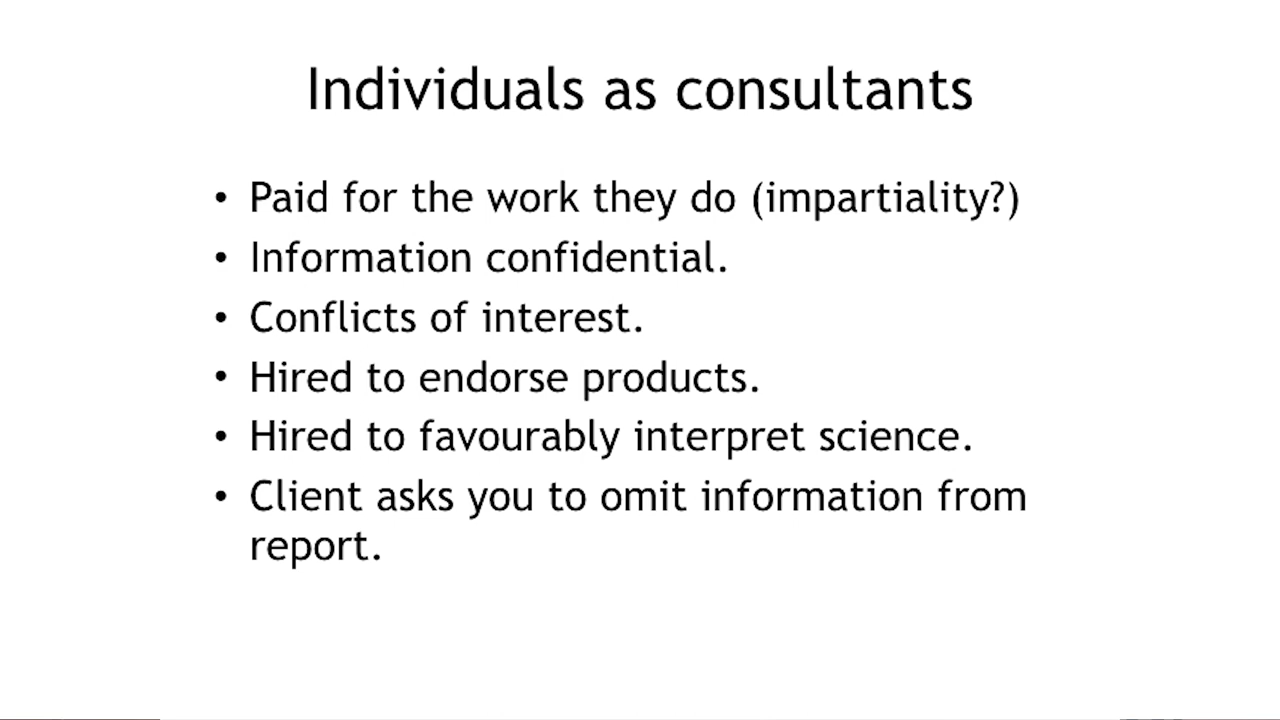 Individuals as consultants
• Paid for the work they do (impartiality?)
• Information confidential.
• Conflicts of interest.
• Hired to endorse products.
• Hired to favourably interpret science.
• Client asks you to omit information from
report.